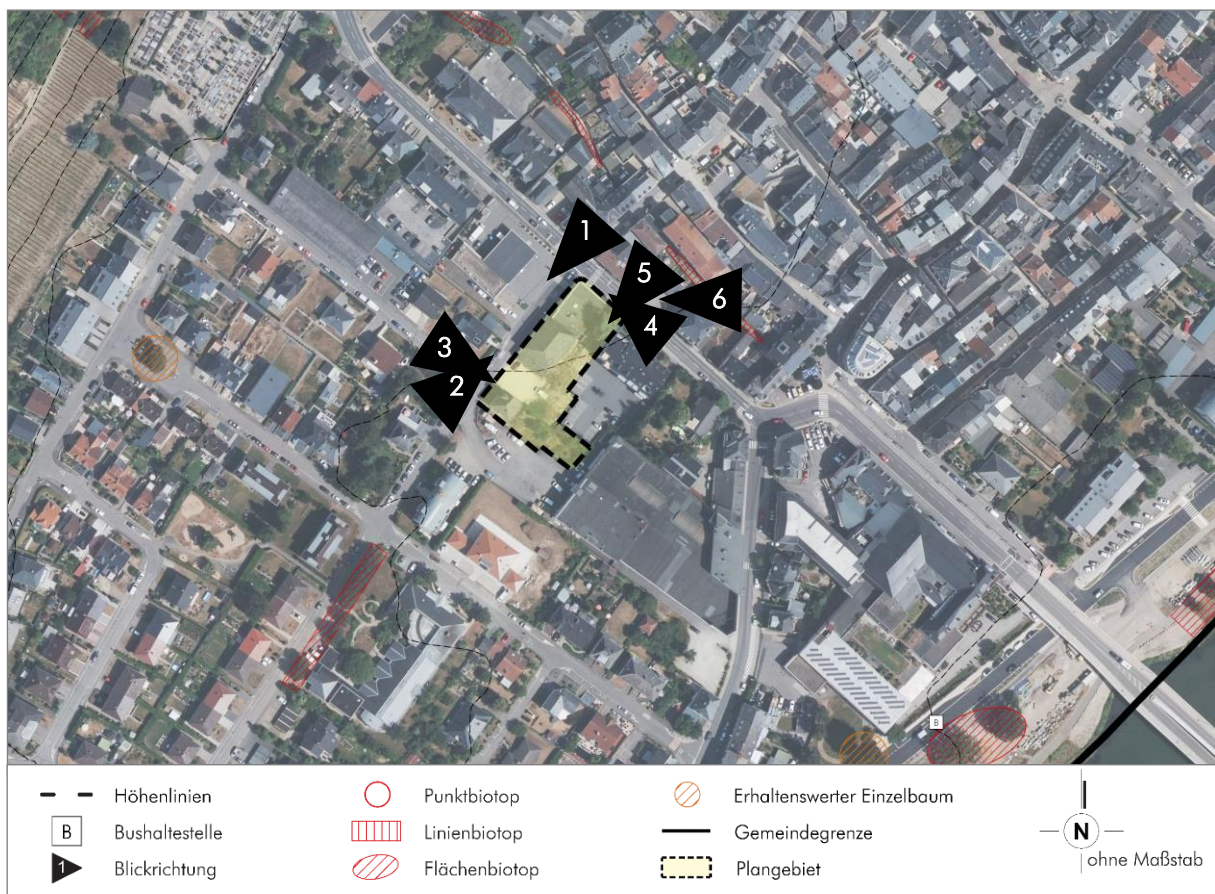 1
5
6
4
3
2
B
Höhenlinien
Punktbiotop
Erhaltenswerter Einzelbaum
B
Bushaltestelle
Linienbiotop
Gemeindegrenze
N
1
Blickrichtung
Flächenbiotop
Plangebiet
ohne Maßstab